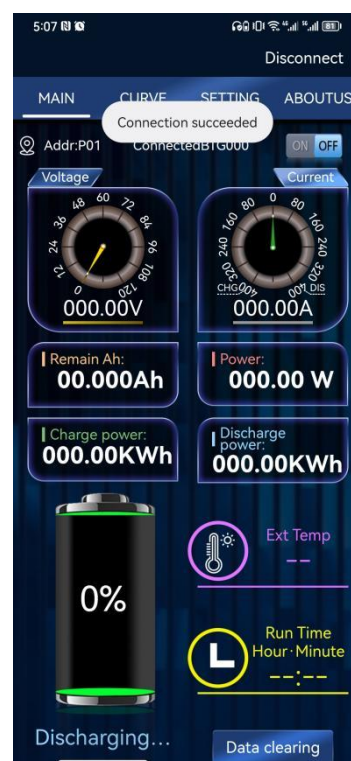 5:07
81
Disconnect
MAIN CURVE SETTING ABOUTUS
Connection succeeded
Addr:P01 ConnectedBTG000 ON OFF
Voltage Current
0 12 24 36 48 60 72 84 96 108 120
000.00V
400 320 240 160 80 0 80 160 240 320 400
CHG DIS
000.00A
Remain Ah:
00.000Ah
Power:
000.00 W
Charge power:
000.00KWh
Discharge
power:
000.00KWh
0%
Ext Temp
--
Run Time
Hour·Minute
--:--
Discharging...
Data clearing